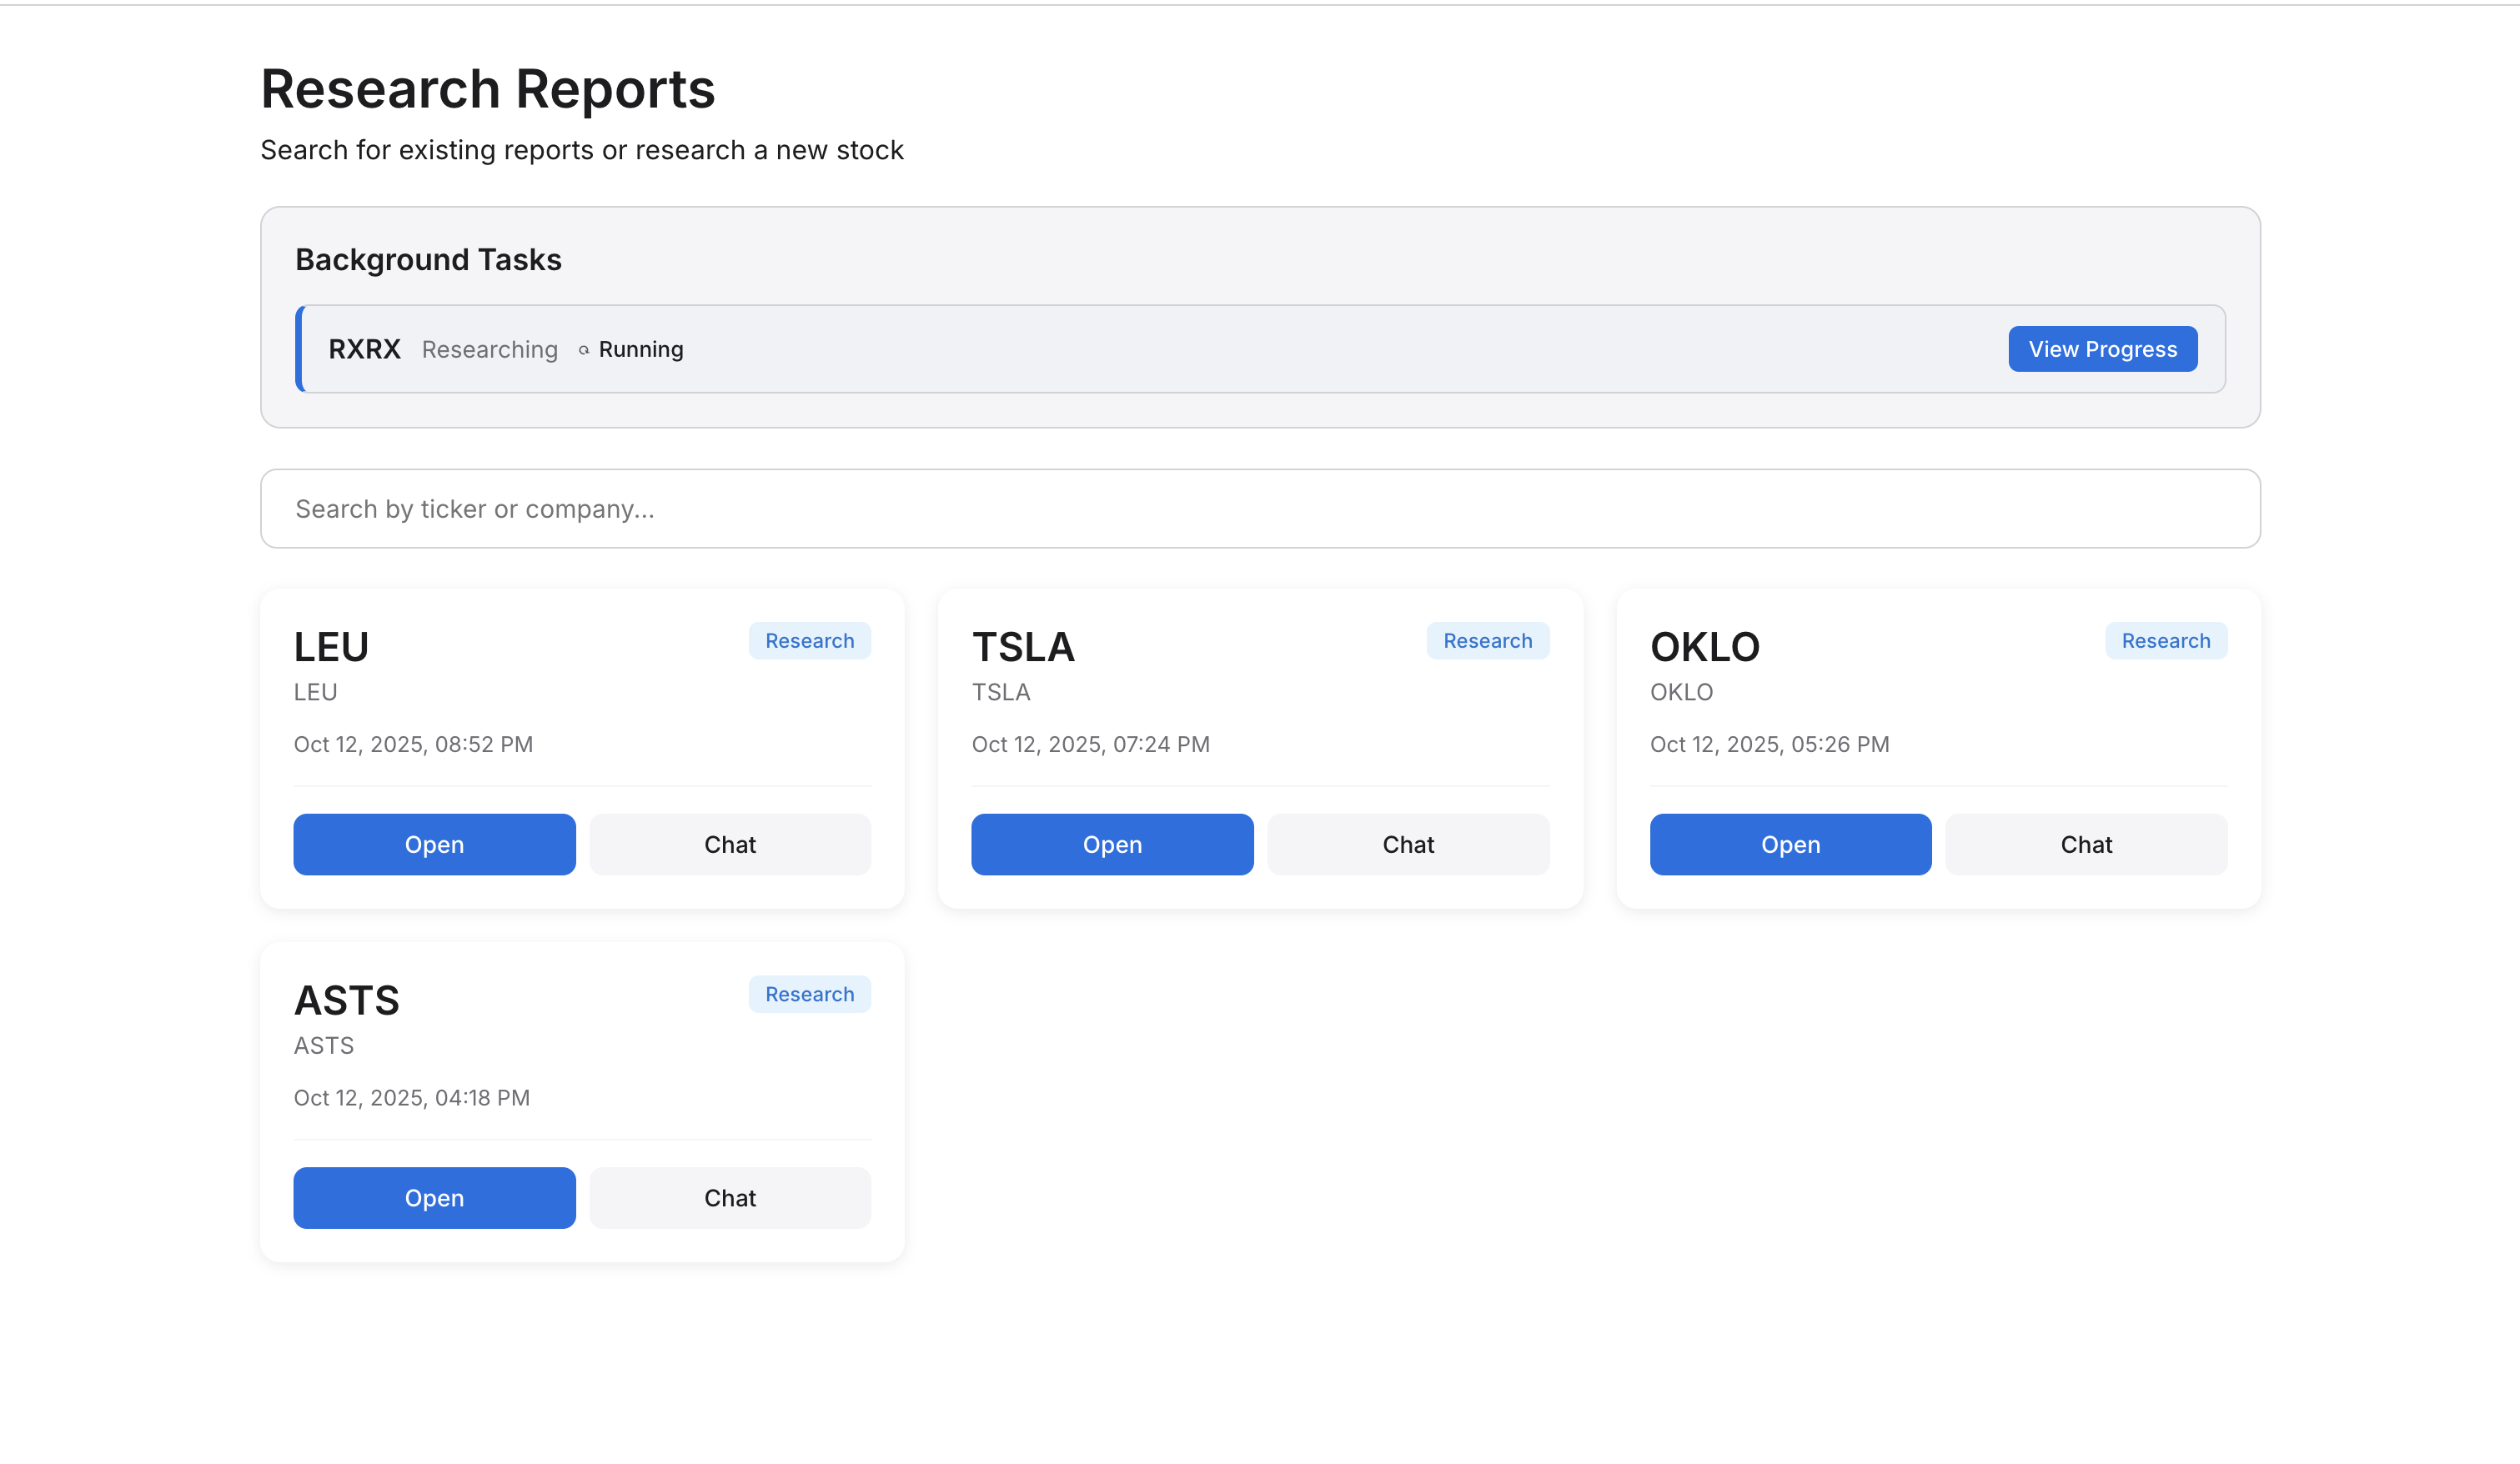 Research Reports
Search for existing reports or research a new stock
Background Tasks
RXRX Researching Running
View Progress
Search by ticker or company...
LEU
Research
LEU
Oct 12, 2025, 08:52 PM
Open
Chat
TSLA
Research
TSLA
Oct 12, 2025, 07:24 PM
Open
Chat
OKLO
Research
OKLO
Oct 12, 2025, 05:26 PM
Open
Chat
ASTS
Research
ASTS
Oct 12, 2025, 04:18 PM
Open
Chat